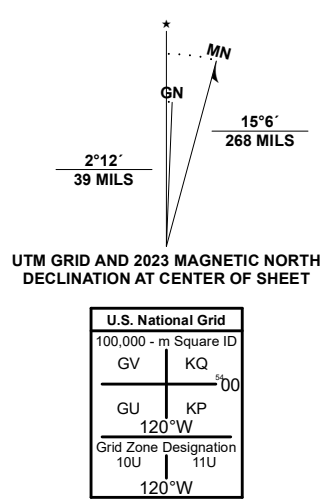 ★
MN
GN
15°6´
268 MILS
2°12´
39 MILS
UTM GRID AND 2023 MAGNETIC NORTH
DECLINATION AT CENTER OF SHEET
U.S. National Grid
100,000 - m Square ID
GV KQ
5400
GU KP
120°W
Grid Zone Designation
10U 11U
120°W